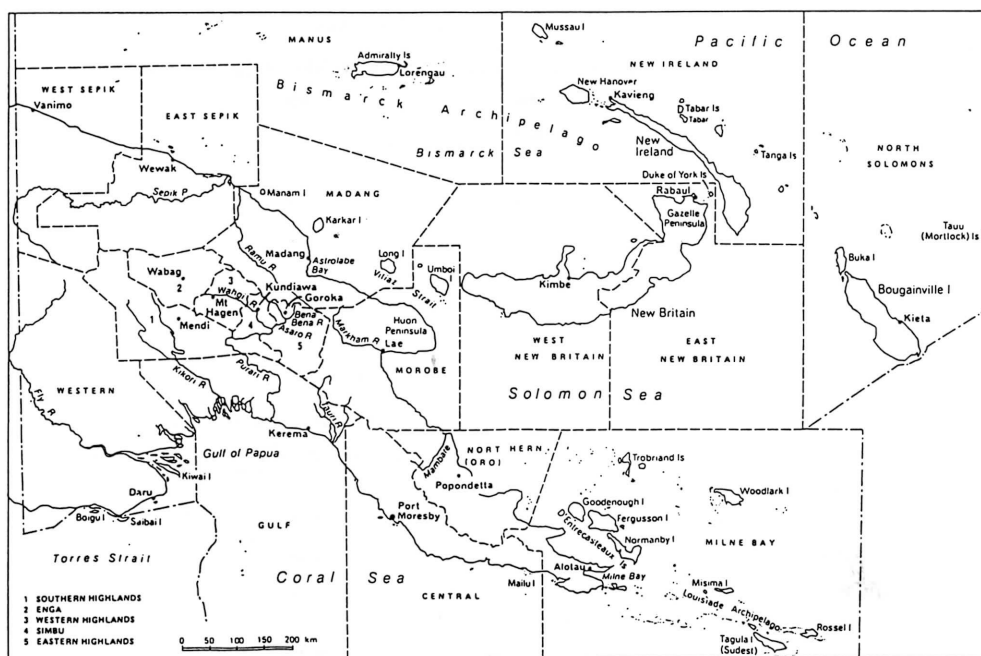 MANUS
Admiralty Is
Lorengau
Mussau I
Pacific Ocean
NEW IRELAND
New Hanover
Kavieng
Tabar Is
Tabar
Bismarck Archipelago
Bismarck Sea
New Ireland
Tanga Is
NORTH SOLOMONS
WEST SEPIK
Vanimo
EAST SEPIK
Wewak
Sepik
Manam I
MADANG
Karkar I
Duke of York Is
Rabaul
Gazelle Peninsula
Tauu (Mortlock) Is
Buka I
Bougainville I
Kieta
Ramu R
Madang
Astrolabe Bay
Long I
Umboi I
Vitiaz Strait
Kimbe
New Britain
Wabag
2
3
Wahgi R
Kundiawa
Goroka
Mt Hagen
Bena Bena R
Asaro R
4
5
1
Mendi
Markham R
Huon Peninsula
Lae
MOROBE
WEST NEW BRITAIN
EAST NEW BRITAIN
Solomon Sea
WESTERN
Fly R
Kikori R
Purari R
Kerema
Gulf of Papua
Kiwai I
Daru
Boigu I
Saibai I
Torres Strait
GULF
Coral Sea
Port Moresby
CENTRAL
Mambare
NORTHERN (ORO)
Popondetta
Trobriand Is
Woodlark I
Goodenough I
Fergusson I
D'Entrecasteaux Is
Normanby I
MILNE BAY
Alotau
Milne Bay
Mailu I
Misima I
Louisiade Archipelago
Rossel I
Tagula I
(Sudest)
1 SOUTHERN HIGHLANDS
2 ENGA
3 WESTERN HIGHLANDS
4 SIMBU
5 EASTERN HIGHLANDS
0 50 100 150 200 km